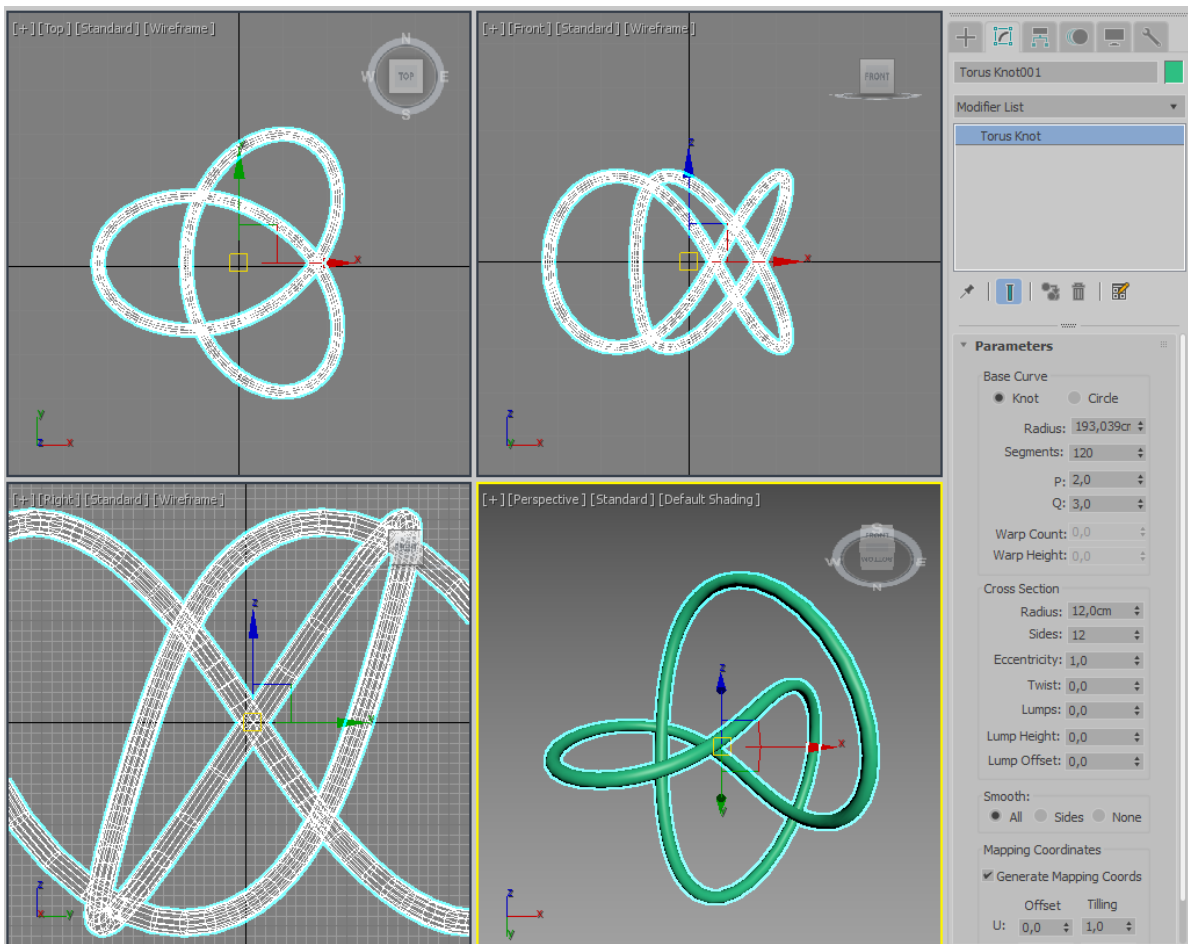 [+] [Top] [Standard] [Wireframe]
N
W TOP E
S
y
x
y
z x
[+] [Front] [Standard] [Wireframe]
FRONT
z
x
z
y x
[+] [Right] [Standard] [Wireframe]
z
z
x y
[+] [Perspective] [Standard] [Default Shading]
S
FRONT
W BOTTOM E
N
z
x
y
z
x
y
Torus Knot001
Modifier List
Torus Knot
Parameters
Base Curve
Knot Circle
Radius: 193,039cm
Segments: 120
P: 2,0
Q: 3,0
Warp Count: 0,0
Warp Height: 0,0
Cross Section
Radius: 12,0cm
Sides: 12
Eccentricity: 1,0
Twist: 0,0
Lumps: 0,0
Lump Height: 0,0
Lump Offset: 0,0
Smooth:
All Sides None
Mapping Coordinates
Generate Mapping Coords
Offset Tilling
U: 0,0 1,0